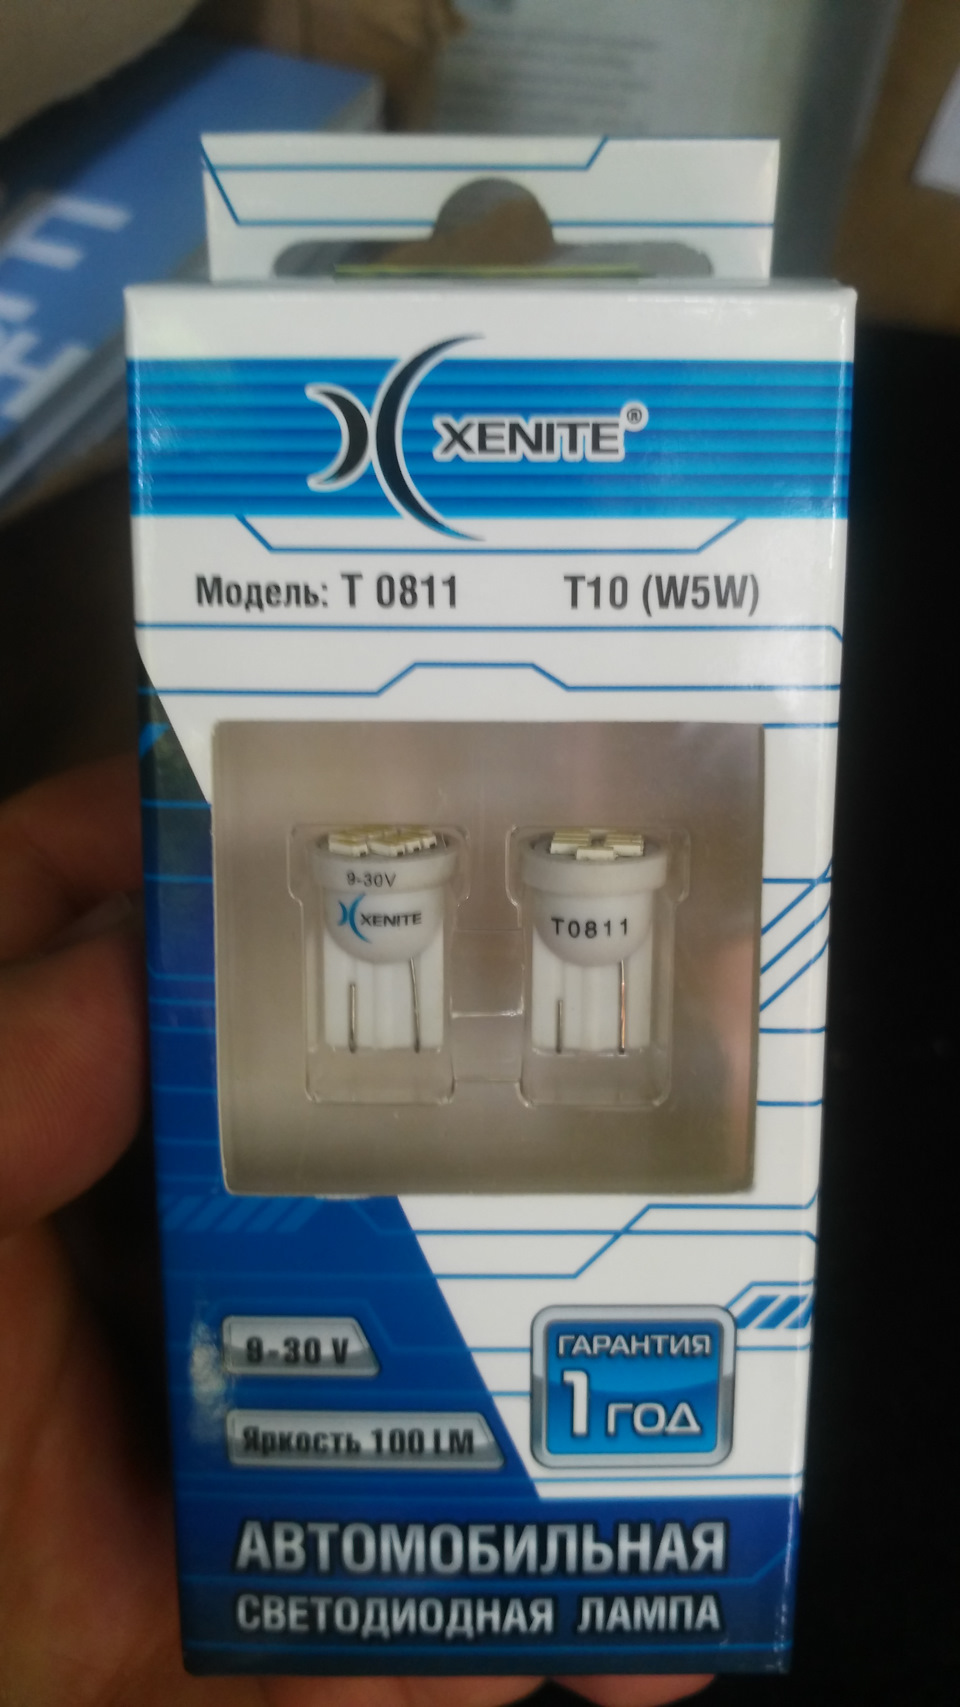 XENITE®
Модель: T 0811
T10 (W5W)
9-30V
XENITE
T0811
9-30 V
Яркость 100 LM
ГАРАНТИЯ
1 ГОД
АВТОМОБИЛЬНАЯ
СВЕТОДИОДНАЯ ЛАМПА